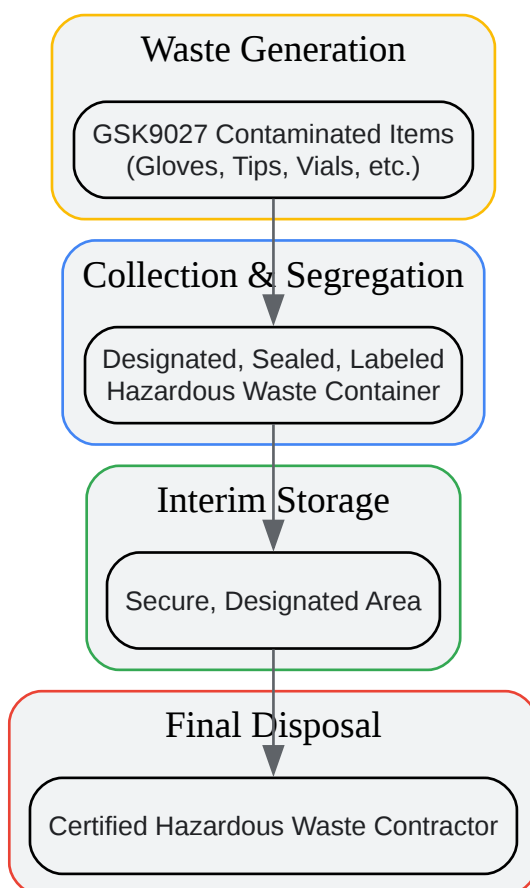 Waste Generation
GSK9027 Contaminated Items
(Gloves, Tips, Vials, etc.)
Collection & Segregation
Designated, Sealed, Labeled
Hazardous Waste Container
Interim Storage
Secure, Designated Area
Final Disposal
Certified Hazardous Waste Contractor